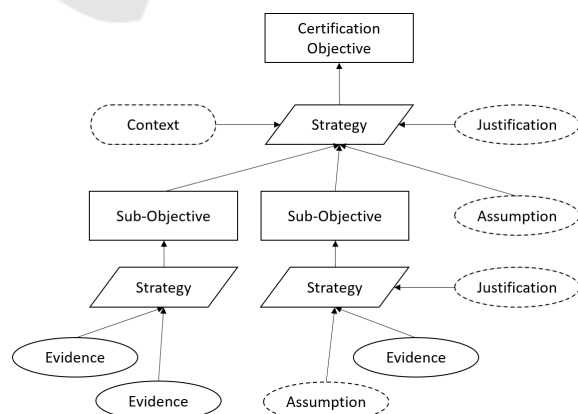 Certification
Objective
Context
Strategy
Justification
Sub-Objective
Sub-Objective
Assumption
Strategy
Strategy
Justification
Evidence
Evidence
Evidence
Assumption